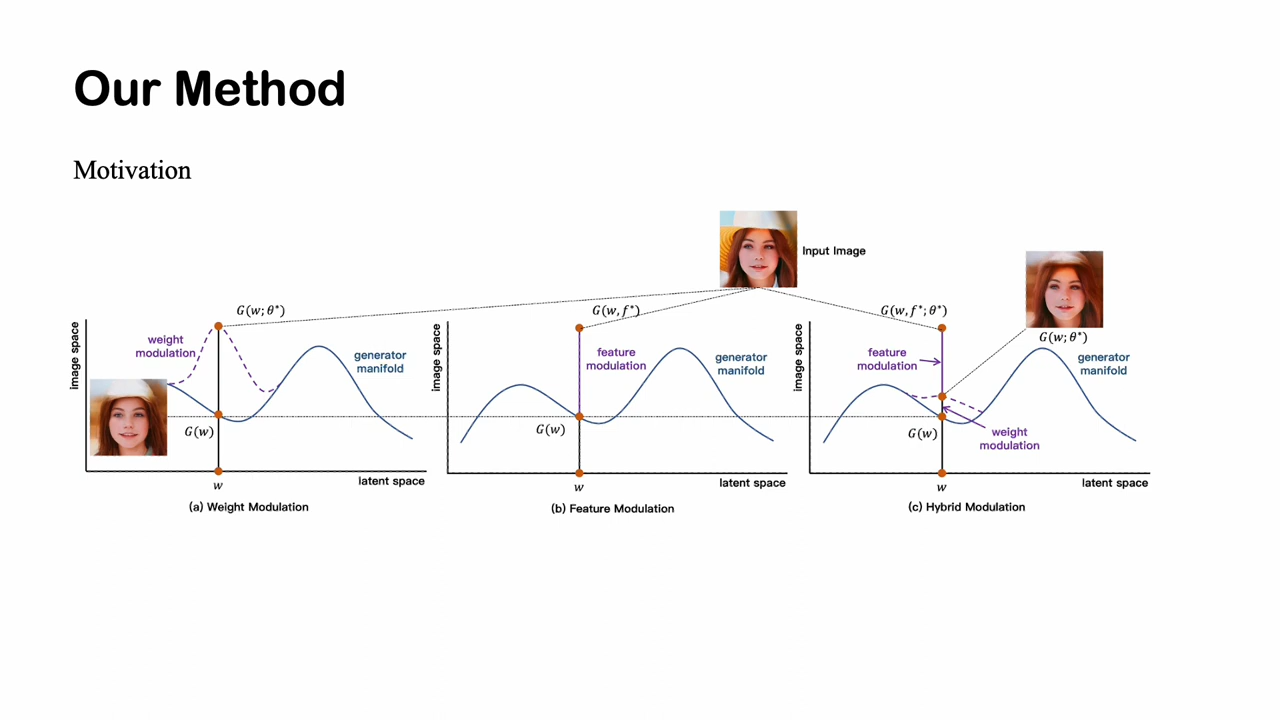 Our Method
Motivation
Input Image
image space
weight
modulation
G(w; θ*)
generator
manifold
G(w)
w
latent space
(a) Weight Modulation
image space
G(w, f*)
feature
modulation
generator
manifold
G(w)
w
latent space
(b) Feature Modulation
image space
G(w, f*; θ*)
feature
modulation
G(w; θ*)
generator
manifold
G(w)
weight
modulation
w
latent space
(c) Hybrid Modulation